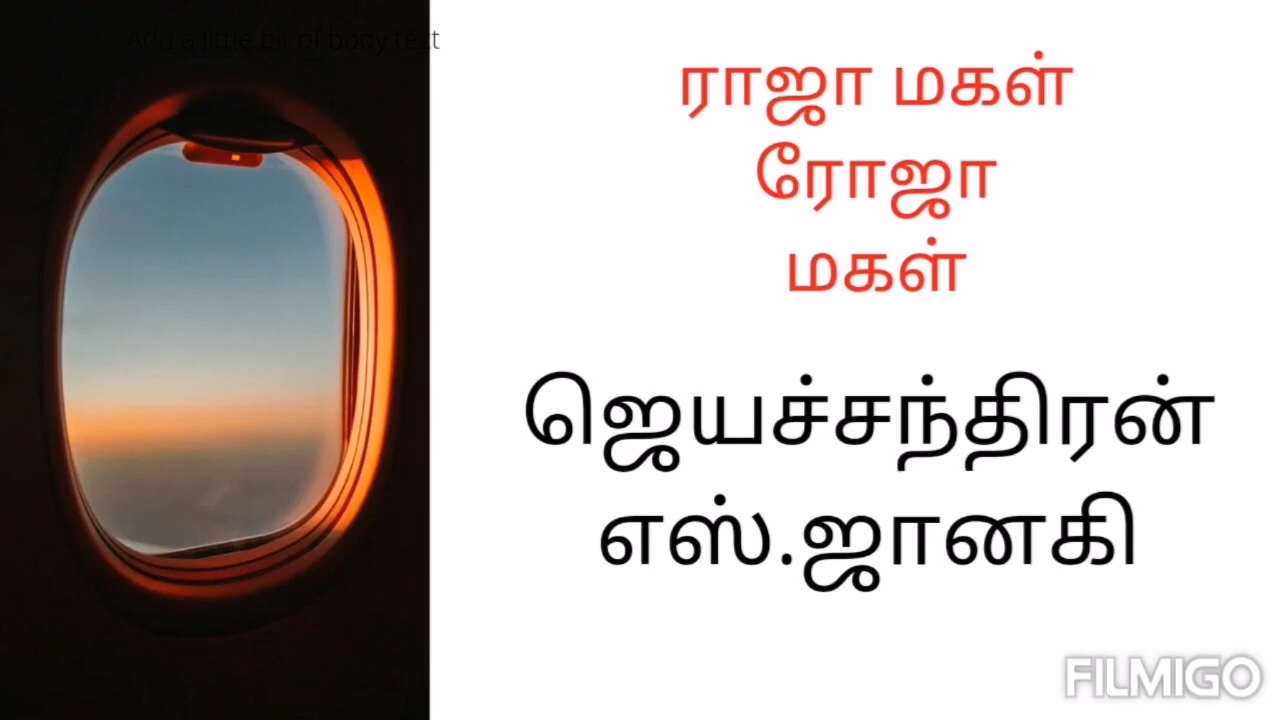 Add a little bit of body text
ராஜா மகள்
ரோஜா
மகள்
ஜெயச்சந்திரன்
எஸ்.ஜானகி
FILMIGO